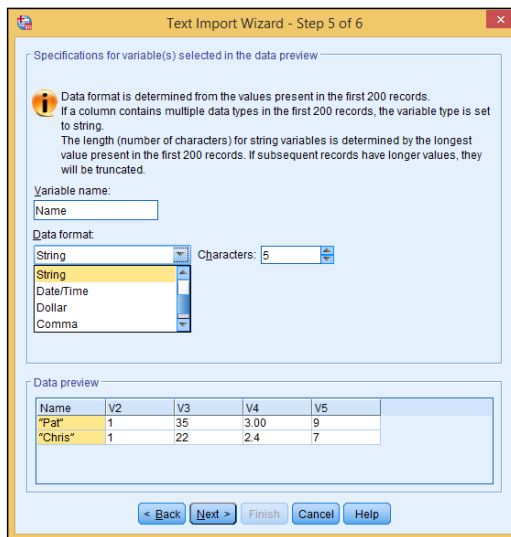 Text Import Wizard - Step 5 of 6
Specifications for variable(s) selected in the data preview
Data format is determined from the values present in the first 200 records.
If a column contains multiple data types in the first 200 records, the variable type is set
to string.
The length (number of characters) for string variables is determined by the longest
value present in the first 200 records. If subsequent records have longer values, they
will be truncated.
Variable name:
Name
Data format:
String Characters: 5
String
Date/Time
Dollar
Comma
Data preview
Name V2 V3 V4 V5
"Pat" 1 35 3.00 9
"Chris" 1 22 2.4 7
< Back Next > Finish Cancel Help